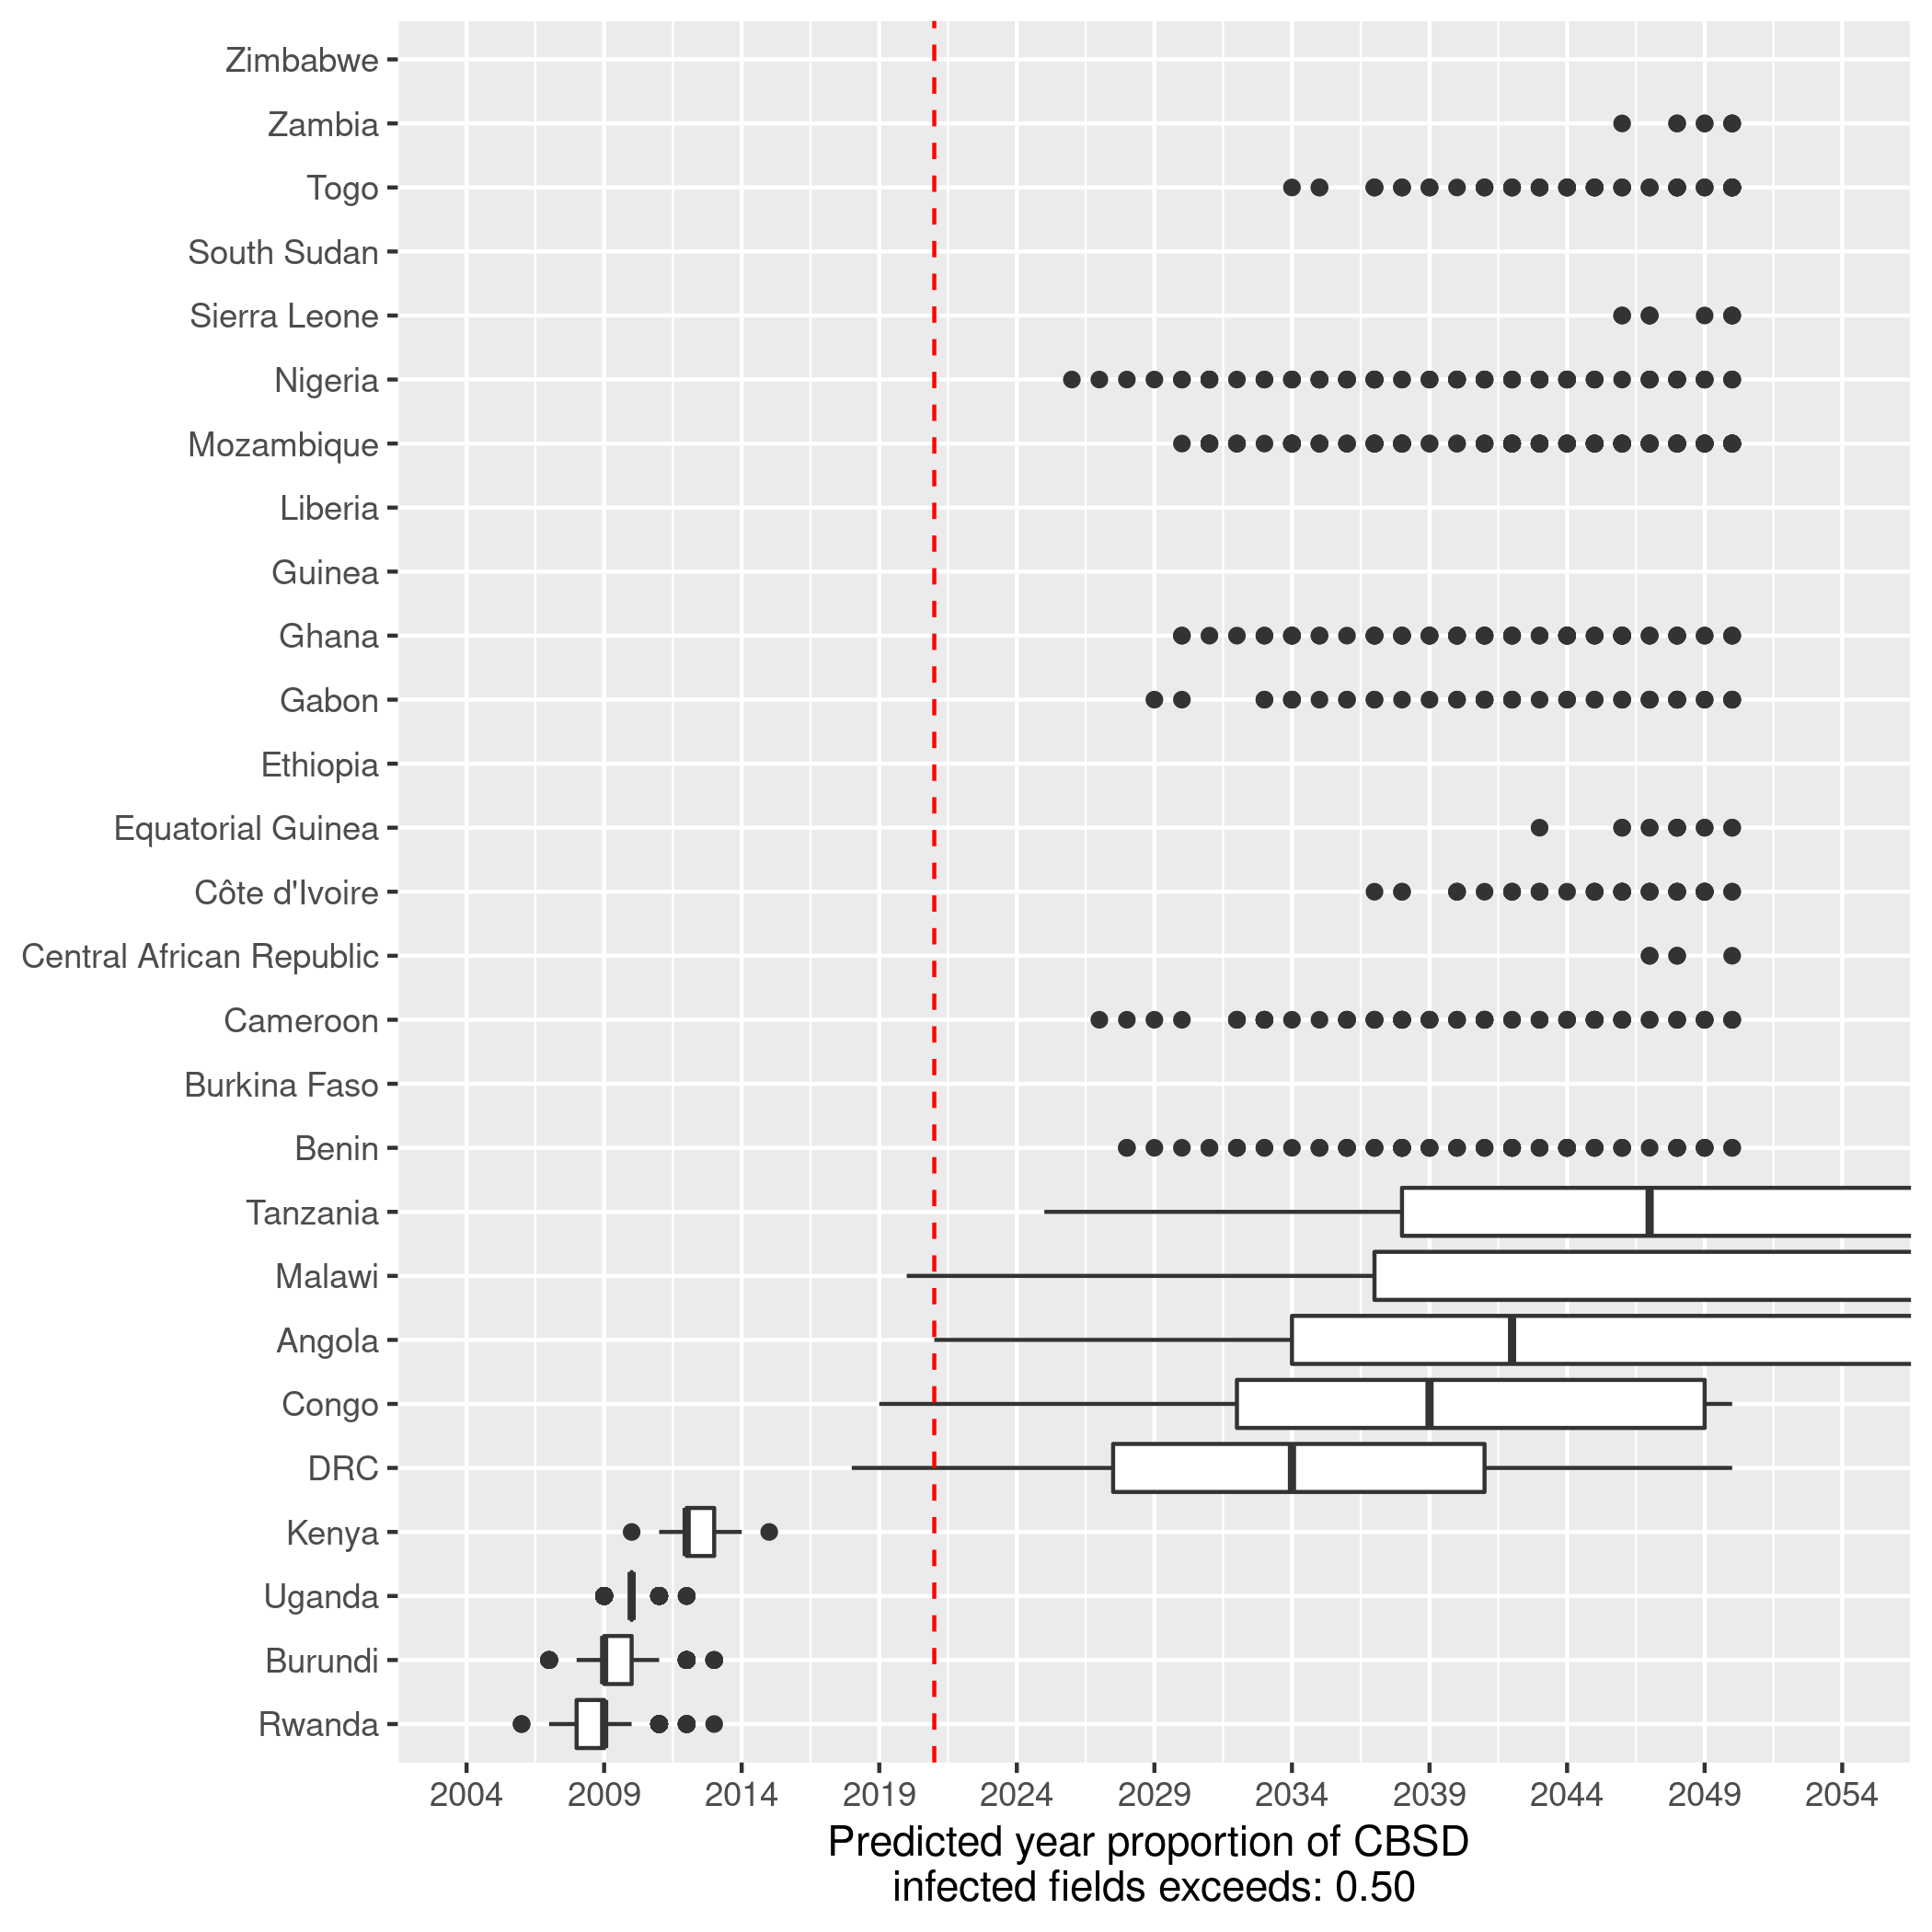 Zimbabwe
Zambia
Togo
South Sudan
Sierra Leone
Nigeria
Mozambique
Liberia
Guinea
Ghana
Gabon
Ethiopia
Equatorial Guinea
Côte d'Ivoire
Central African Republic
Cameroon
Burkina Faso
Benin
Tanzania
Malawi
Angola
Congo
DRC
Kenya
Uganda
Burundi
Rwanda
2004 2009 2014 2019 2024 2029 2034 2039 2044 2049 2054
Predicted year proportion of CBSD
infected fields exceeds: 0.50